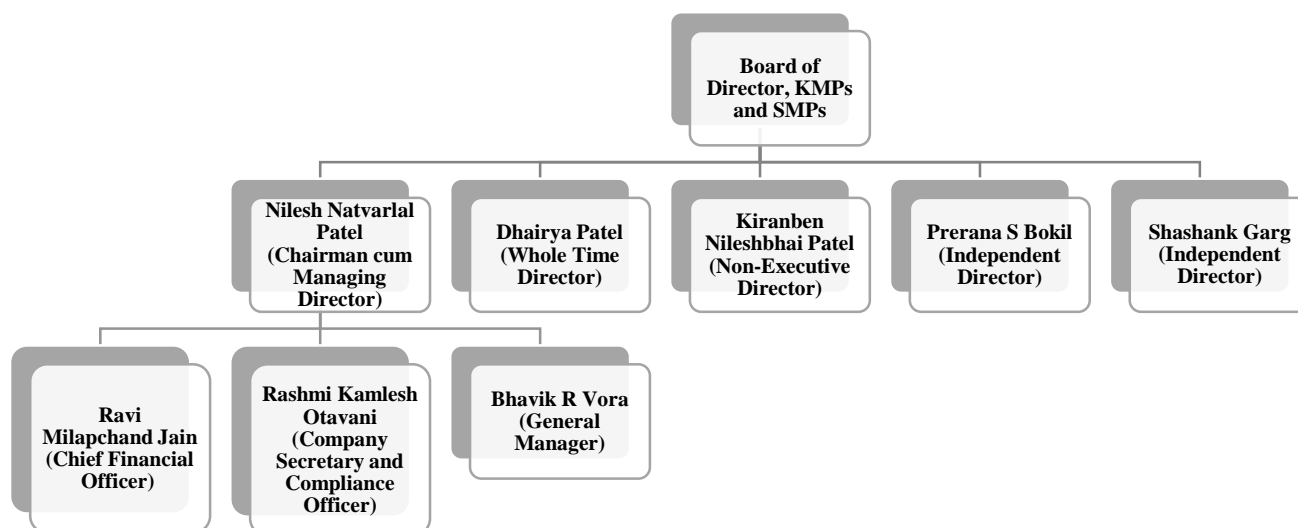 Board of
Director, KMPs
and SMPs
Nilesh Natvarlal
Patel
(Chairman cum
Managing
Director)
Dhairya Patel
(Whole Time
Director)
Kiranben
Nileshbhai Patel
(Non-Executive
Director)
Prerana S Bokil
(Independent
Director)
Shashank Garg
(Independent
Director)
Ravi
Milapchand Jain
(Chief Financial
Officer)
Rashmi Kamlesh
Otavani
(Company
Secretary and
Compliance
Officer)
Bhavik R Vora
(General
Manager)